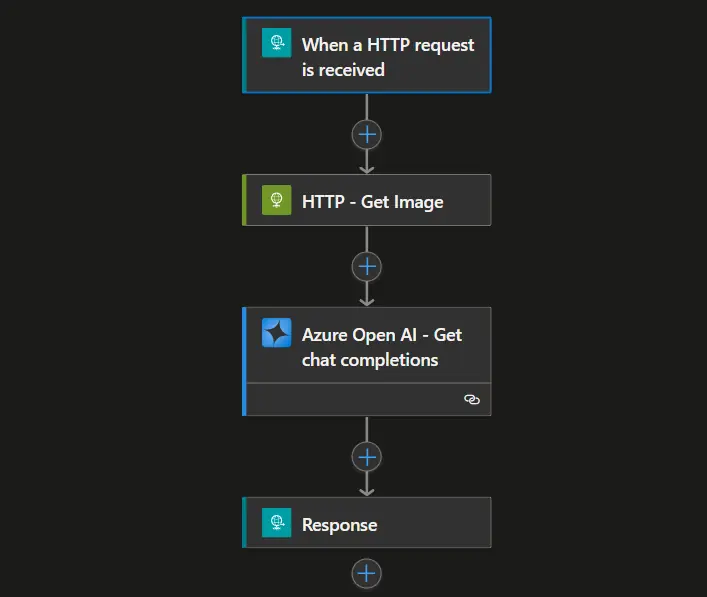 When a HTTP request
is received
HTTP - Get Image
Azure Open AI - Get
chat completions
Response